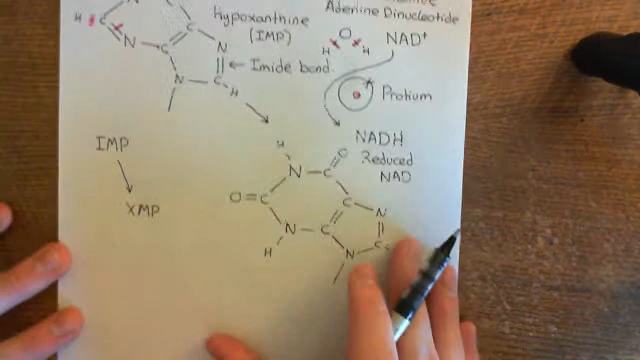 Adenine Dinucleotide
Hypoxanthine
(IMP)
NAD⁺
H
H
O
H
N
C
N
Imide bond
Protium
N
C
H
IMP
XMP
NADH
Reduced
NAD
H
O
N
C
O
C
C
N
N
C
C
H
N